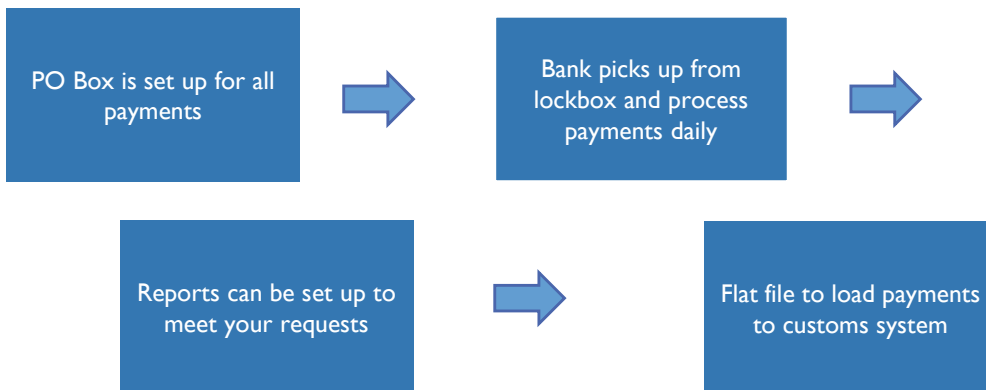 PO Box is set up for all
payments
Bank picks up from
lockbox and process
payments daily
Reports can be set up to
meet your requests
Flat file to load payments
to customs system